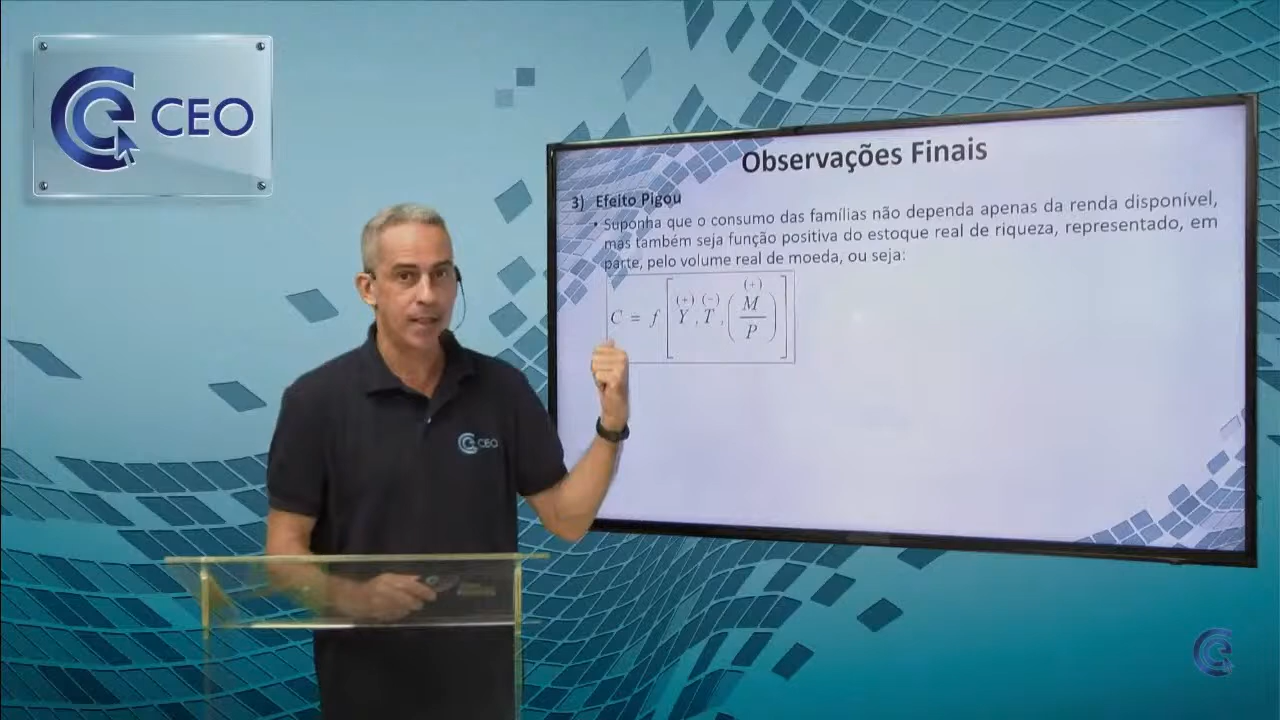 CEO
Observações Finais
3) Efeito Pigou
• Suponha que o consumo das famílias não dependa apenas da renda disponível,
mas também seja função positiva do estoque real de riqueza, representado, em
parte, pelo volume real de moeda, ou seja:
(+) (−) (+)
C = f [ Y , T , ( M / P ) ]
CEO